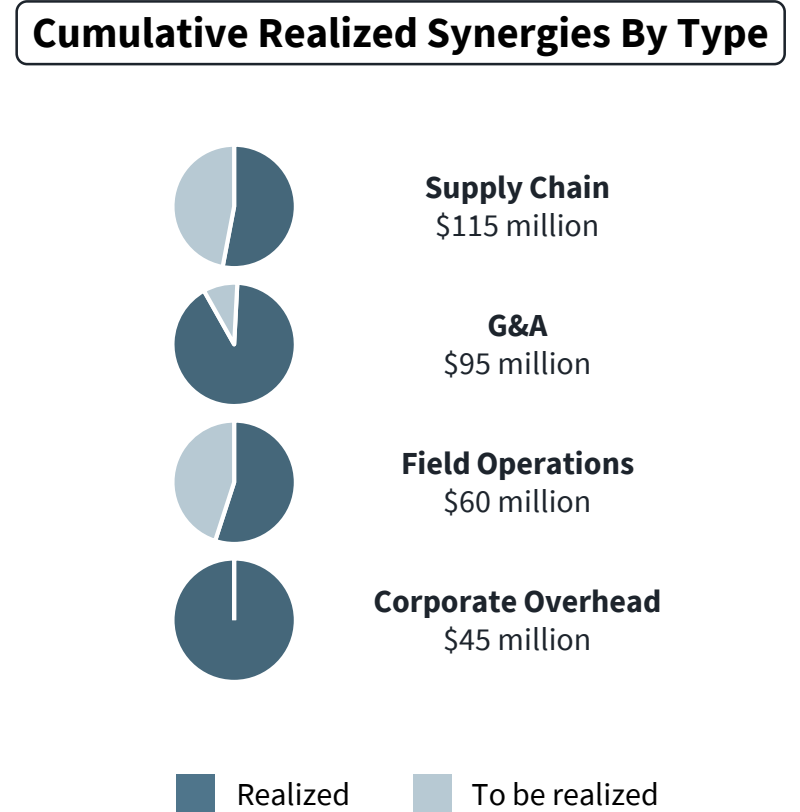 Cumulative Realized Synergies By Type
Supply Chain
$115 million
G&A
$95 million
Field Operations
$60 million
Corporate Overhead
$45 million
Realized
To be realized